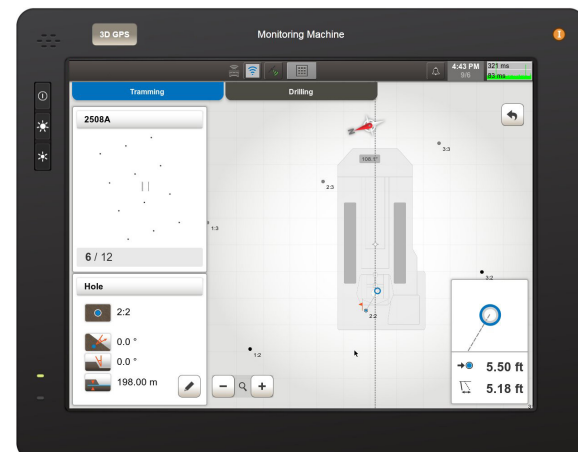 3D GPS
Monitoring Machine
4:43 PM
9/6
321 ms
83 ms
Tramming
Drilling
2508A
6 / 12
108.1°
3:3
2:3
1:3
3:2
2:2
1:2
Hole
2:2
0.0 °
0.0 °
198.00 m
5.50 ft
5.18 ft